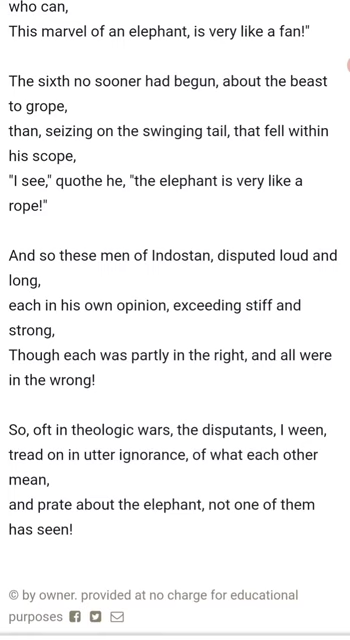 who can,
This marvel of an elephant, is very like a fan!"
The sixth no sooner had begun, about the beast
to grope,
than, seizing on the swinging tail, that fell within
his scope,
"I see," quothe he, "the elephant is very like a
rope!"
And so these men of Indostan, disputed loud and
long,
each in his own opinion, exceeding stiff and
strong,
Though each was partly in the right, and all were
in the wrong!
So, oft in theologic wars, the disputants, I ween,
tread on in utter ignorance, of what each other
mean,
and prate about the elephant, not one of them
has seen!
© by owner. provided at no charge for educational
purposes